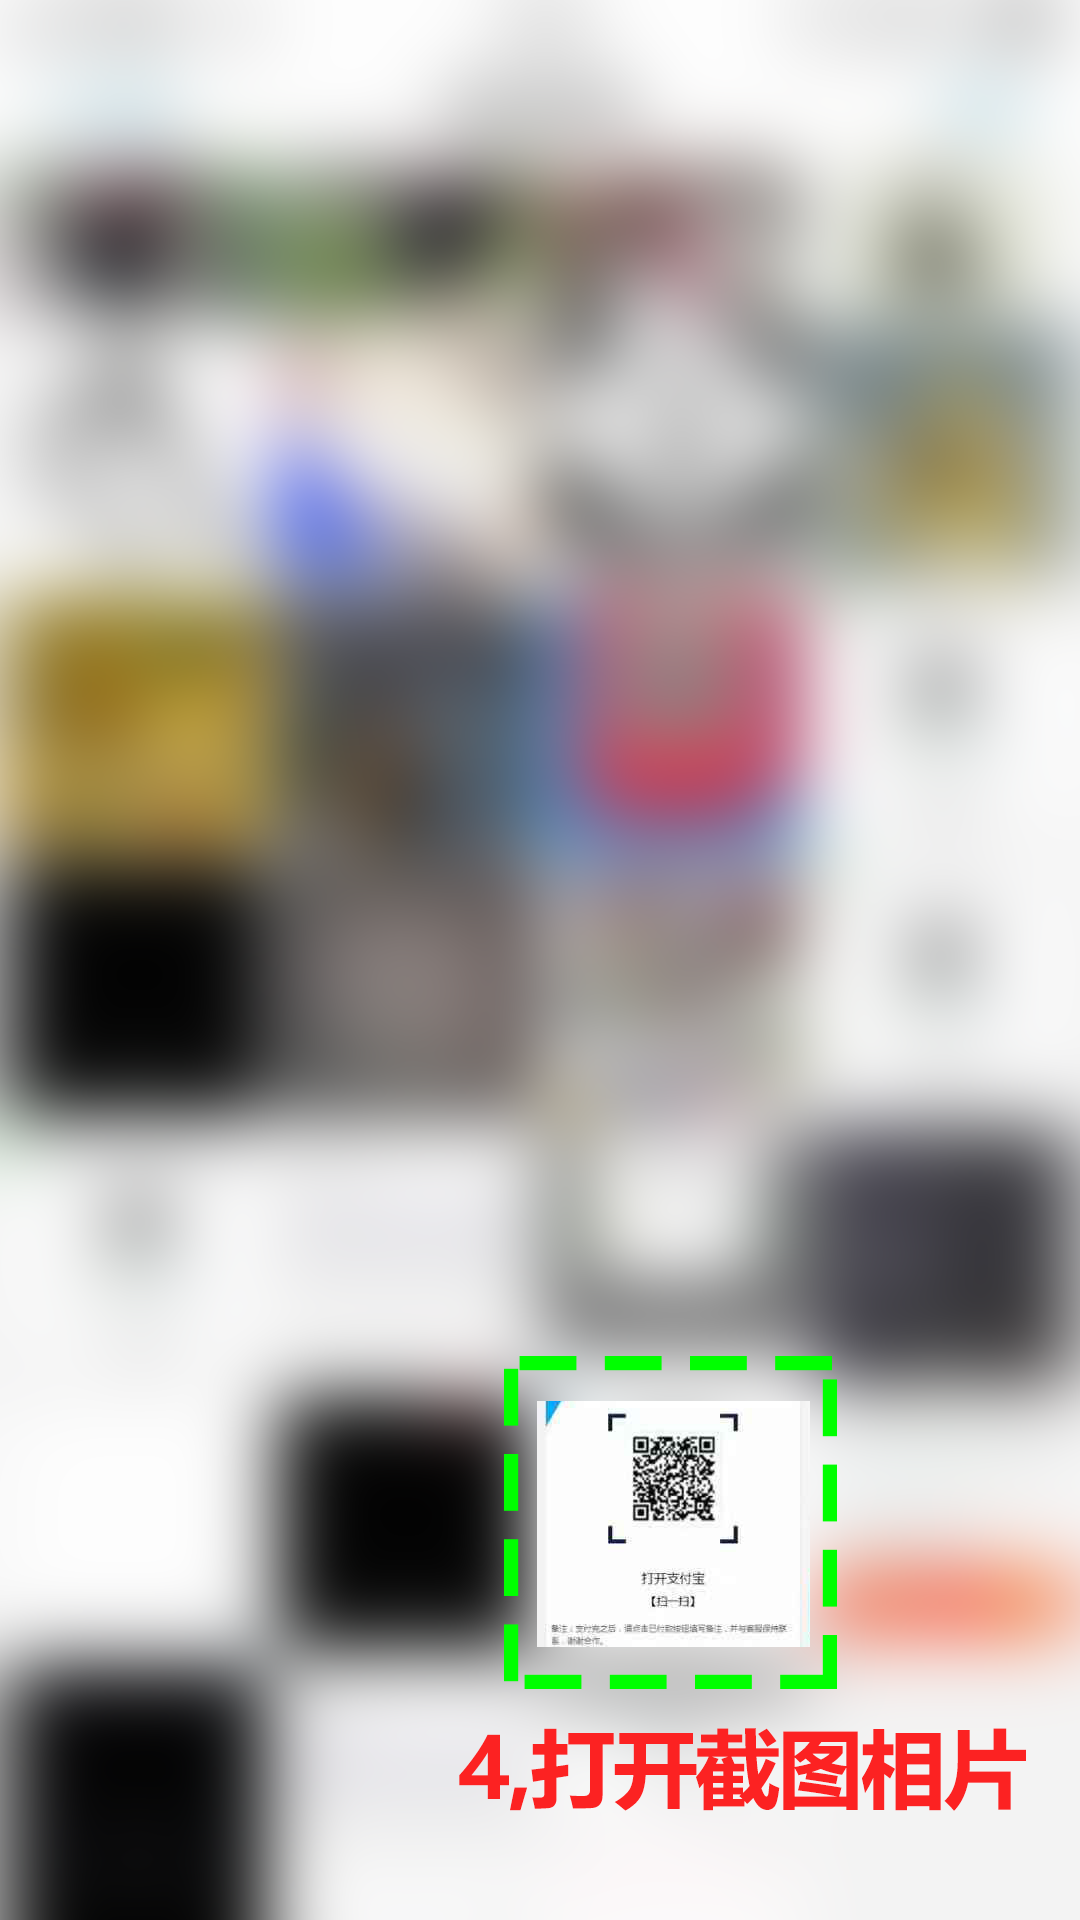 打开支付宝
【扫一扫】
备注：支付完之后，请点击已付款按钮填写备注，并与客服保持联
系，谢谢合作。
4,打开截图相片